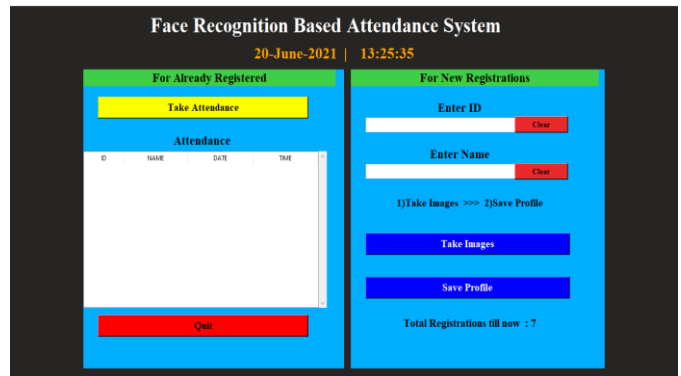 Face Recognition Based Attendance System
20-June-2021 | 13:25:35
For Already Registered
Take Attendance
Attendance
ID NAME DATE TIME
Quit
For New Registrations
Enter ID
Clear
Enter Name
Clear
1)Take Images >>> 2)Save Profile
Take Images
Save Profile
Total Registrations till now : 7